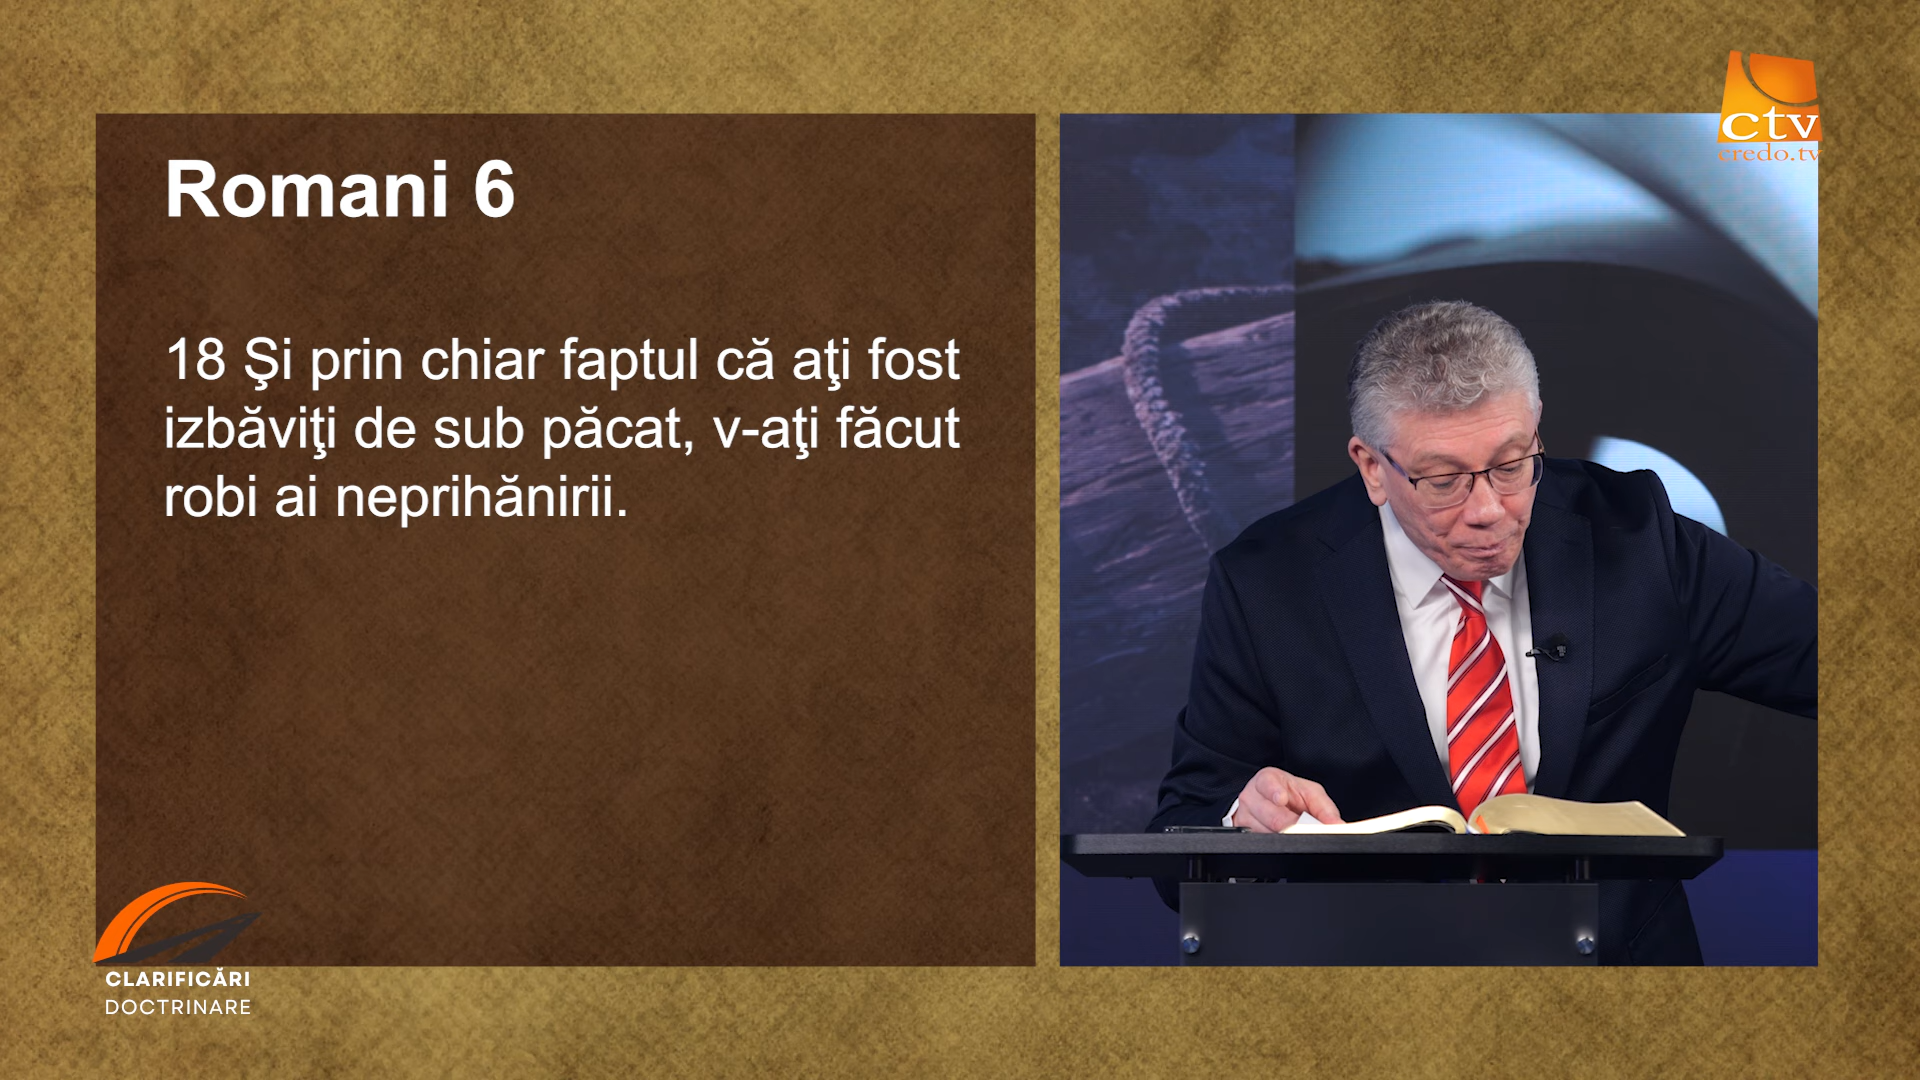 ctv
credo.tv
Romani 6
18 Şi prin chiar faptul că aţi fost
izbăviţi de sub păcat, v-aţi făcut
robi ai neprihănirii.
CLARIFICĂRI
DOCTRINARE